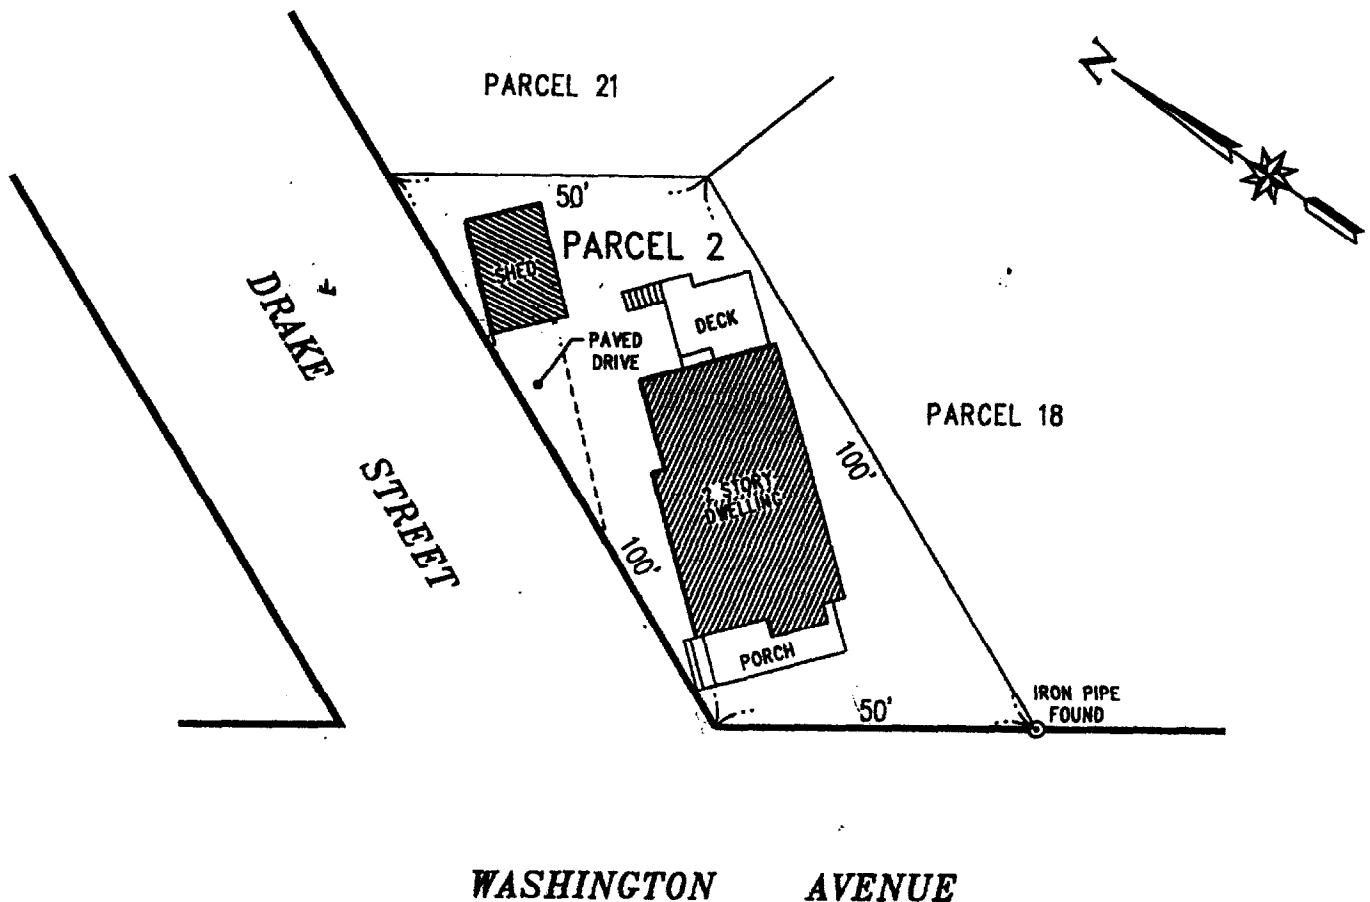 PARCEL 21
N
50'
PARCEL 2
SHED
DRAKE
STREET
DECK
PAVED
DRIVE
PARCEL 18
100'
2 STORY
DWELLING
100'
PORCH
IRON PIPE
FOUND
50'
WASHINGTON AVENUE